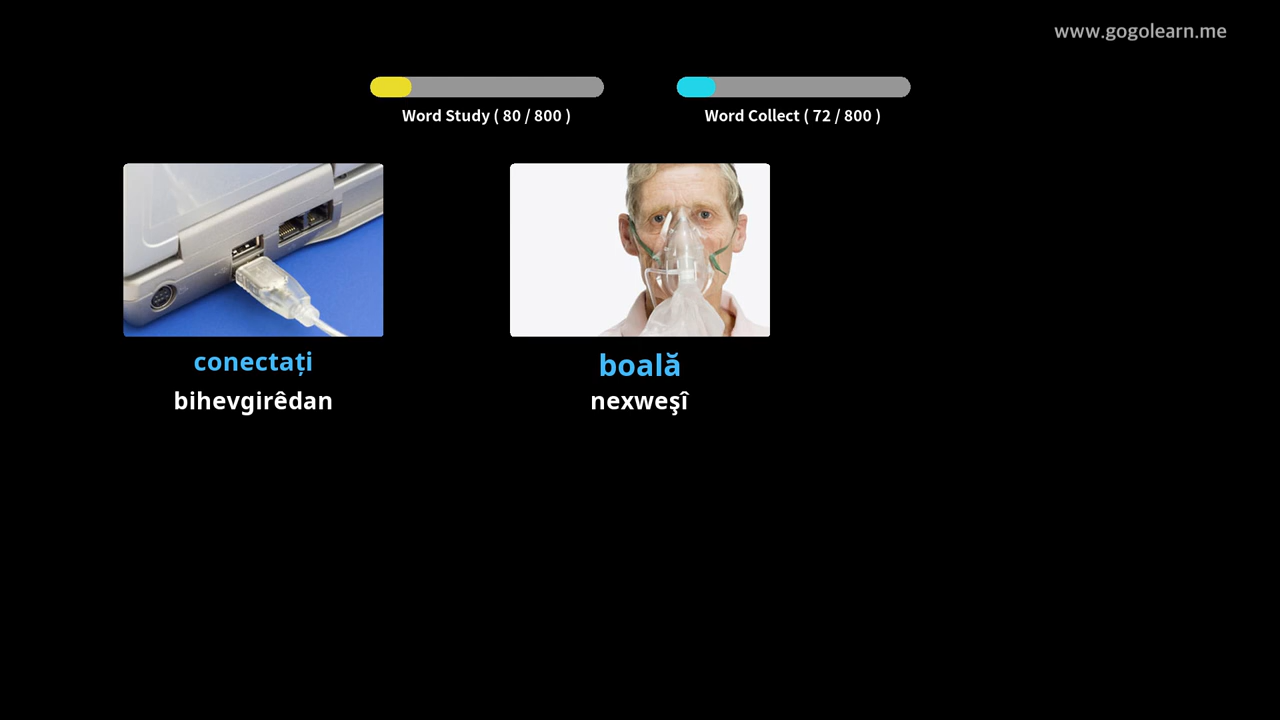 www.gogolearn.me
Word Study ( 80 / 800 )
Word Collect ( 72 / 800 )
conectați
bihevgirêdan
boală
nexweşî